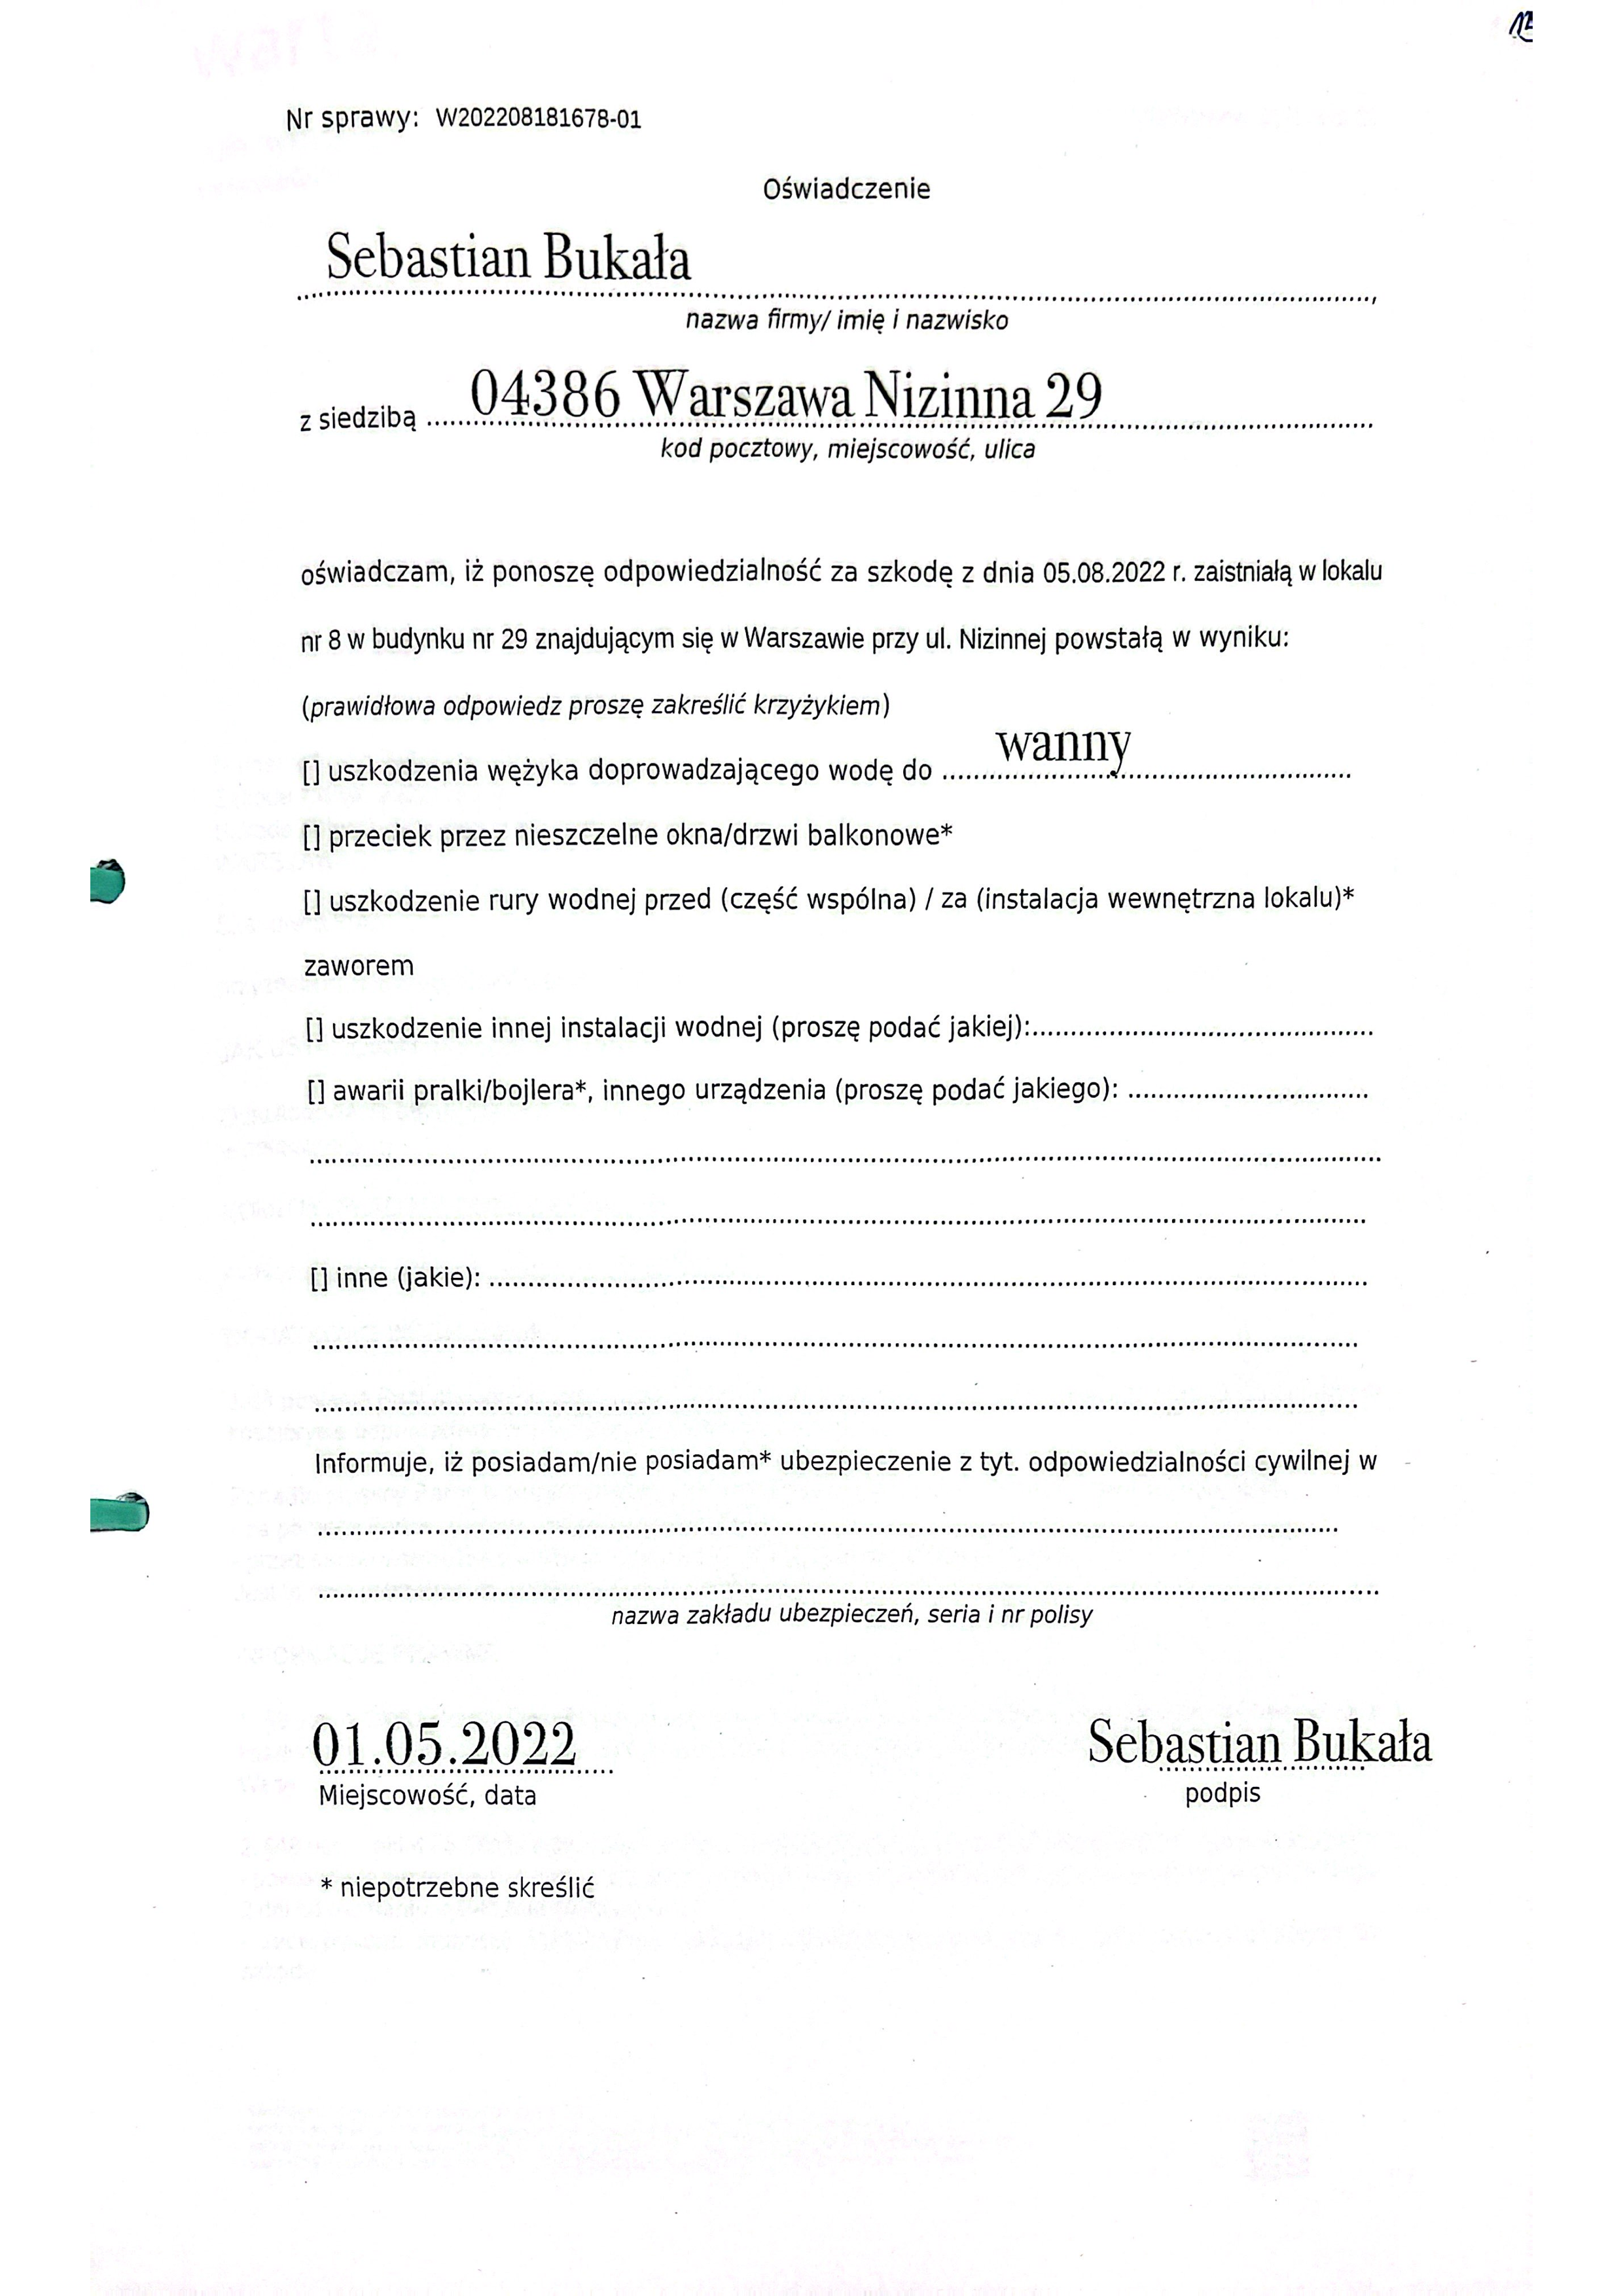 Nr sprawy: W202208181678-01
Oświadczenie
Sebastian Bukała
..............................................................,
nazwa firmy/ imię i nazwisko
z siedzibą ..... 04386 Warszawa Nizinna 29 .....
kod pocztowy, miejscowość, ulica
oświadczam, iż ponoszę odpowiedzialność za szkodę z dnia 05.08.2022 r. zaistniałą w lokalu
nr 8 w budynku nr 29 znajdującym się w Warszawie przy ul. Nizinnej powstałą w wyniku:
(prawidłowa odpowiedz proszę zakreślić krzyżykiem)
[] uszkodzenia wężyka doprowadzającego wodę do ..... wanny .....
[] przeciek przez nieszczelne okna/drzwi balkonowe*
[] uszkodzenie rury wodnej przed (część wspólna) / za (instalacja wewnętrzna lokalu)*
zaworem
[] uszkodzenie innej instalacji wodnej (proszę podać jakiej):..............................
[] awarii pralki/bojlera*, innego urządzenia (proszę podać jakiego): ..............................
[] inne (jakie): ..............................
Informuje, iż posiadam/nie posiadam* ubezpieczenie z tyt. odpowiedzialności cywilnej w
nazwa zakładu ubezpieczeń, seria i nr polisy
01.05.2022 Sebastian Bukała
Miejscowość, data podpis
* niepotrzebne skreślić